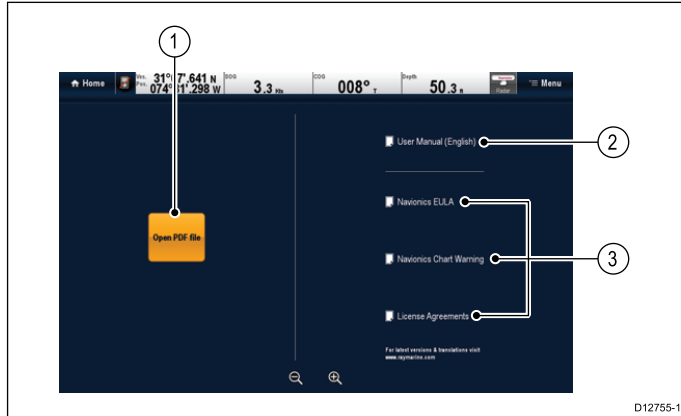 1
Home
Ves. Pos.
31° 7'.641 N
074° 1'.298 W
SOG
3.3 Kts
COG
008° T
Depth
50.3 ft
Radar
Menu
User Manual (English)
2
Navionics EULA
Open PDF file
Navionics Chart Warning
3
License Agreements
For latest versions & translations visit
www.raymarine.com
D12755-1